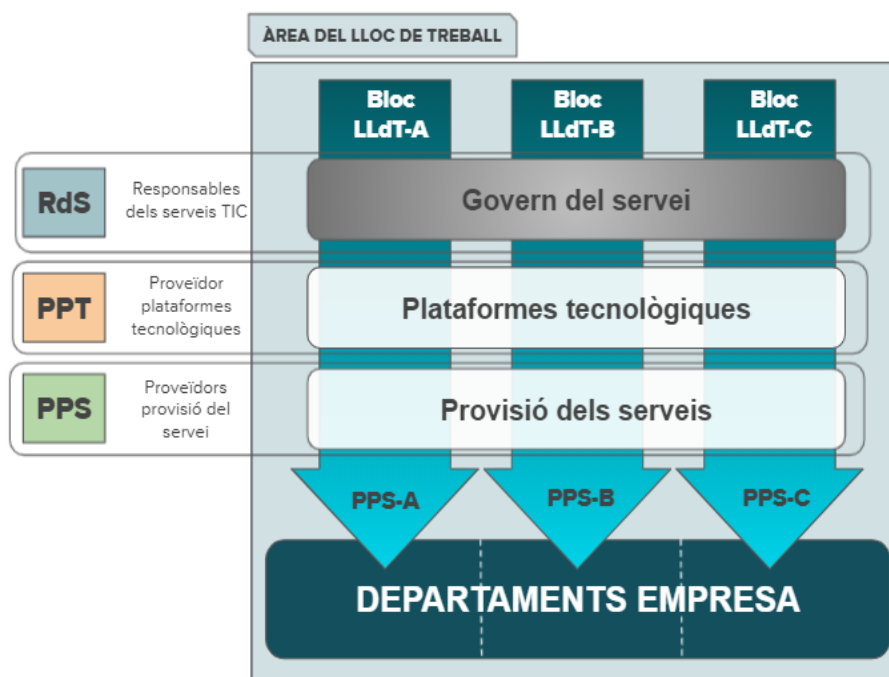 ÀREA DEL LLOC DE TREBALL
Bloc
LLdT-A
Bloc
LLdT-B
Bloc
LLdT-C
RdS
Responsables
dels serveis TIC
Govern del servei
PPT
Proveïdor
plataformes
tecnològiques
Plataformes tecnològiques
PPS
Proveïdors
provisió del
servei
Provisió dels serveis
PPS-A
PPS-B
PPS-C
DEPARTAMENTS EMPRESA